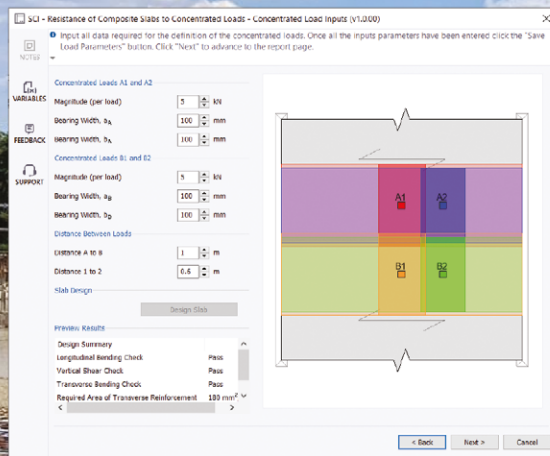 SCI - Resistance of Composite Slabs to Concentrated Loads - Concentrated Load Inputs (v1.0.00)
Input all data required for the definition of the concentrated loads. Once all the inputs parameters have been entered click the "Save
Load Parameters" button. Click "Next" to advance to the report page.
NOTES
VARIABLES
FEEDBACK
SUPPORT
Concentrated Loads A1 and A2
Magnitude (per load) 5 kN
Bearing Width, bA 100 mm
Bearing Width, bA 100 mm
Concentrated Loads B1 and B2
Magnitude (per load) 5 kN
Bearing Width, bB 100 mm
Bearing Width, bD 100 mm
Distance Between Loads
Distance A to B 1 m
Distance 1 to 2 0.6 m
Slab Design
Design Slab
Preview Results
Design Summary
Longitudinal Bending Check Pass
Vertical Shear Check Pass
Transverse Bending Check Pass
Required Area of Transverse Reinforcement 180 mm²
A1 A2
B1 B2
< Back Next > Cancel